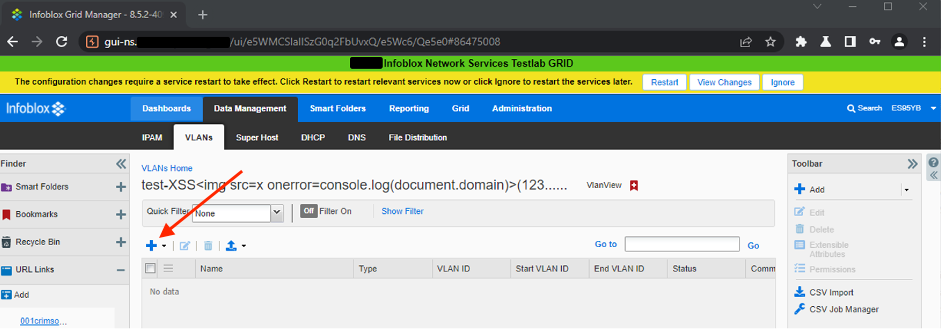 Infoblox Grid Manager - 8.5.2-40
gui-ns. /ui/e5WMCSlaIISzG0q2FbUvxQ/e5Wc6/Qe5e0#86475008
Infoblox Network Services Testlab GRID
The configuration changes require a service restart to take effect. Click Restart to restart relevant services now or click Ignore to restart the services later. Restart View Changes Ignore
Infoblox Dashboards Data Management Smart Folders Reporting Grid Administration Search ES95YB
IPAM VLANs Super Host DHCP DNS File Distribution
Finder
Smart Folders
Bookmarks
Recycle Bin
URL Links
Add
001crimso...
VLANs Home
test-XSS<img src=x onerror=console.log(document.domain)>(123...... VlanView
Quick Filter None Off Filter On Show Filter
Go to Go
Name Type VLAN ID Start VLAN ID End VLAN ID Status Comm
No data
Toolbar
Add
Edit
Delete
Extensible
Attributes
Permissions
CSV Import
CSV Job Manager